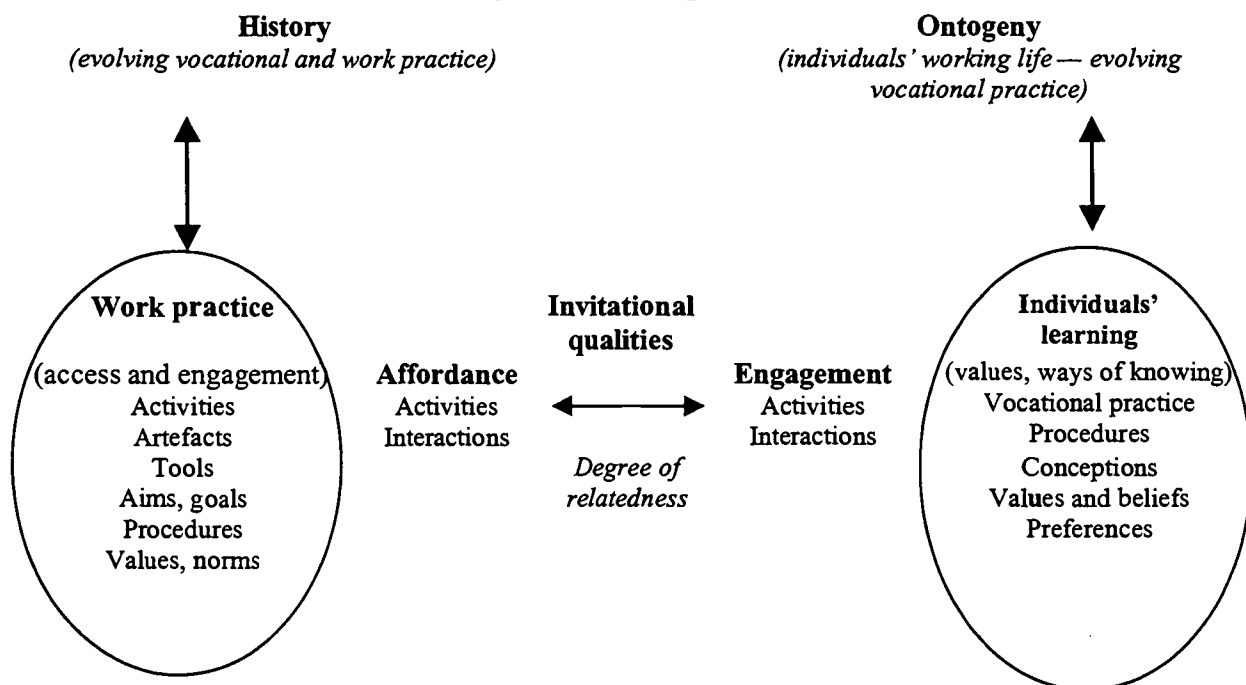 History
(evolving vocational and work practice)
Ontogeny
(individuals' working life — evolving
vocational practice)
Work practice
(access and engagement)
Activities
Artefacts
Tools
Aims, goals
Procedures
Values, norms
Affordance
Activities
Interactions
Invitational
qualities
Degree of
relatedness
Engagement
Activities
Interactions
Individuals'
learning
(values, ways of knowing)
Vocational practice
Procedures
Conceptions
Values and beliefs
Preferences